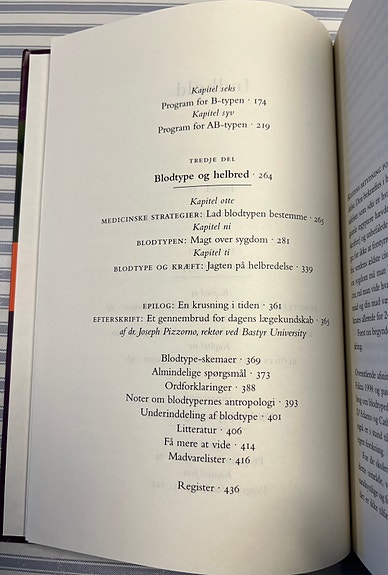 Kapitel seks
Program for B-typen · 174
Kapitel syv
Program for AB-typen · 219
TREDJE DEL
Blodtype og helbred · 264
Kapitel otte
MEDICINSKE STRATEGIER: Lad blodtypen bestemme · 265
Kapitel ni
BLODTYPEN: Magt over sygdom · 281
Kapitel ti
BLODTYPE OG KRÆFT: Jagten på helbredelse · 339
EPILOG: En krusning i tiden · 361
EFTERSKRIFT: Et gennembrud for dagens lægekundskab · 365
af dr. Joseph Pizzorno, rektor ved Bastyr University
Blodtype-skemaer · 369
Almindelige spørgsmål · 373
Ordforklaringer · 388
Noter om blodtypernes antropologi · 393
Underinddeling af blodtype · 401
Litteratur · 406
Få mere at vide · 414
Madvarelister · 416
Register · 436